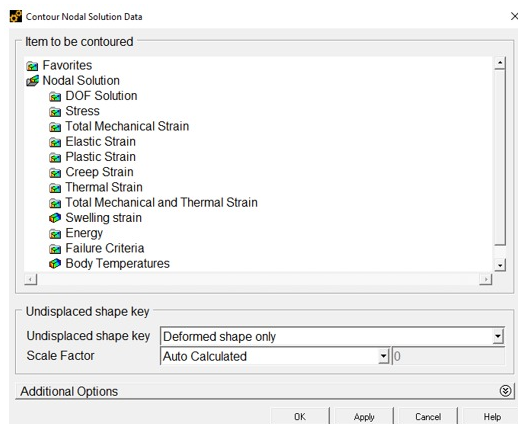 Contour Nodal Solution Data
Item to be contoured
Favorites
Nodal Solution
DOF Solution
Stress
Total Mechanical Strain
Elastic Strain
Plastic Strain
Creep Strain
Thermal Strain
Total Mechanical and Thermal Strain
Swelling strain
Energy
Failure Criteria
Body Temperatures
Undisplaced shape key
Undisplaced shape key Deformed shape only
Scale Factor Auto Calculated 0
Additional Options
OK Apply Cancel Help